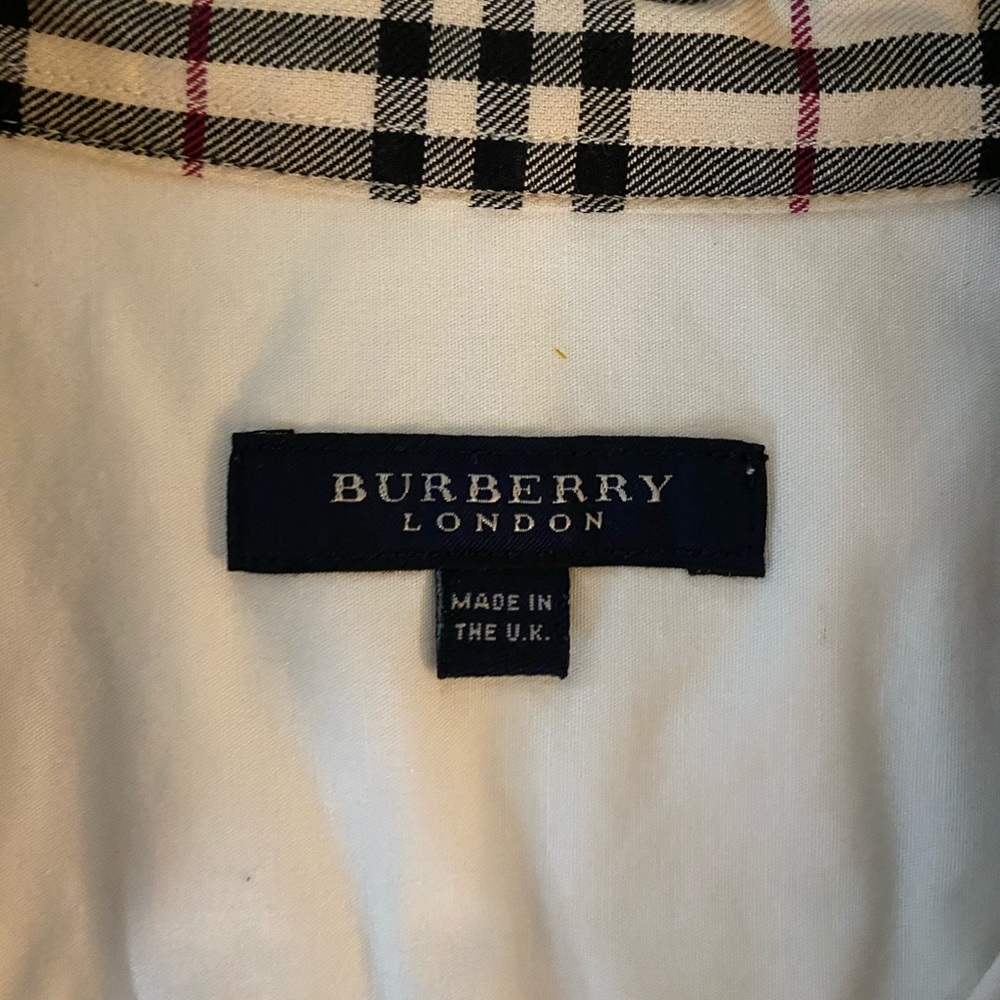 BURBERRY
LONDON
MADE IN
THE U.K.